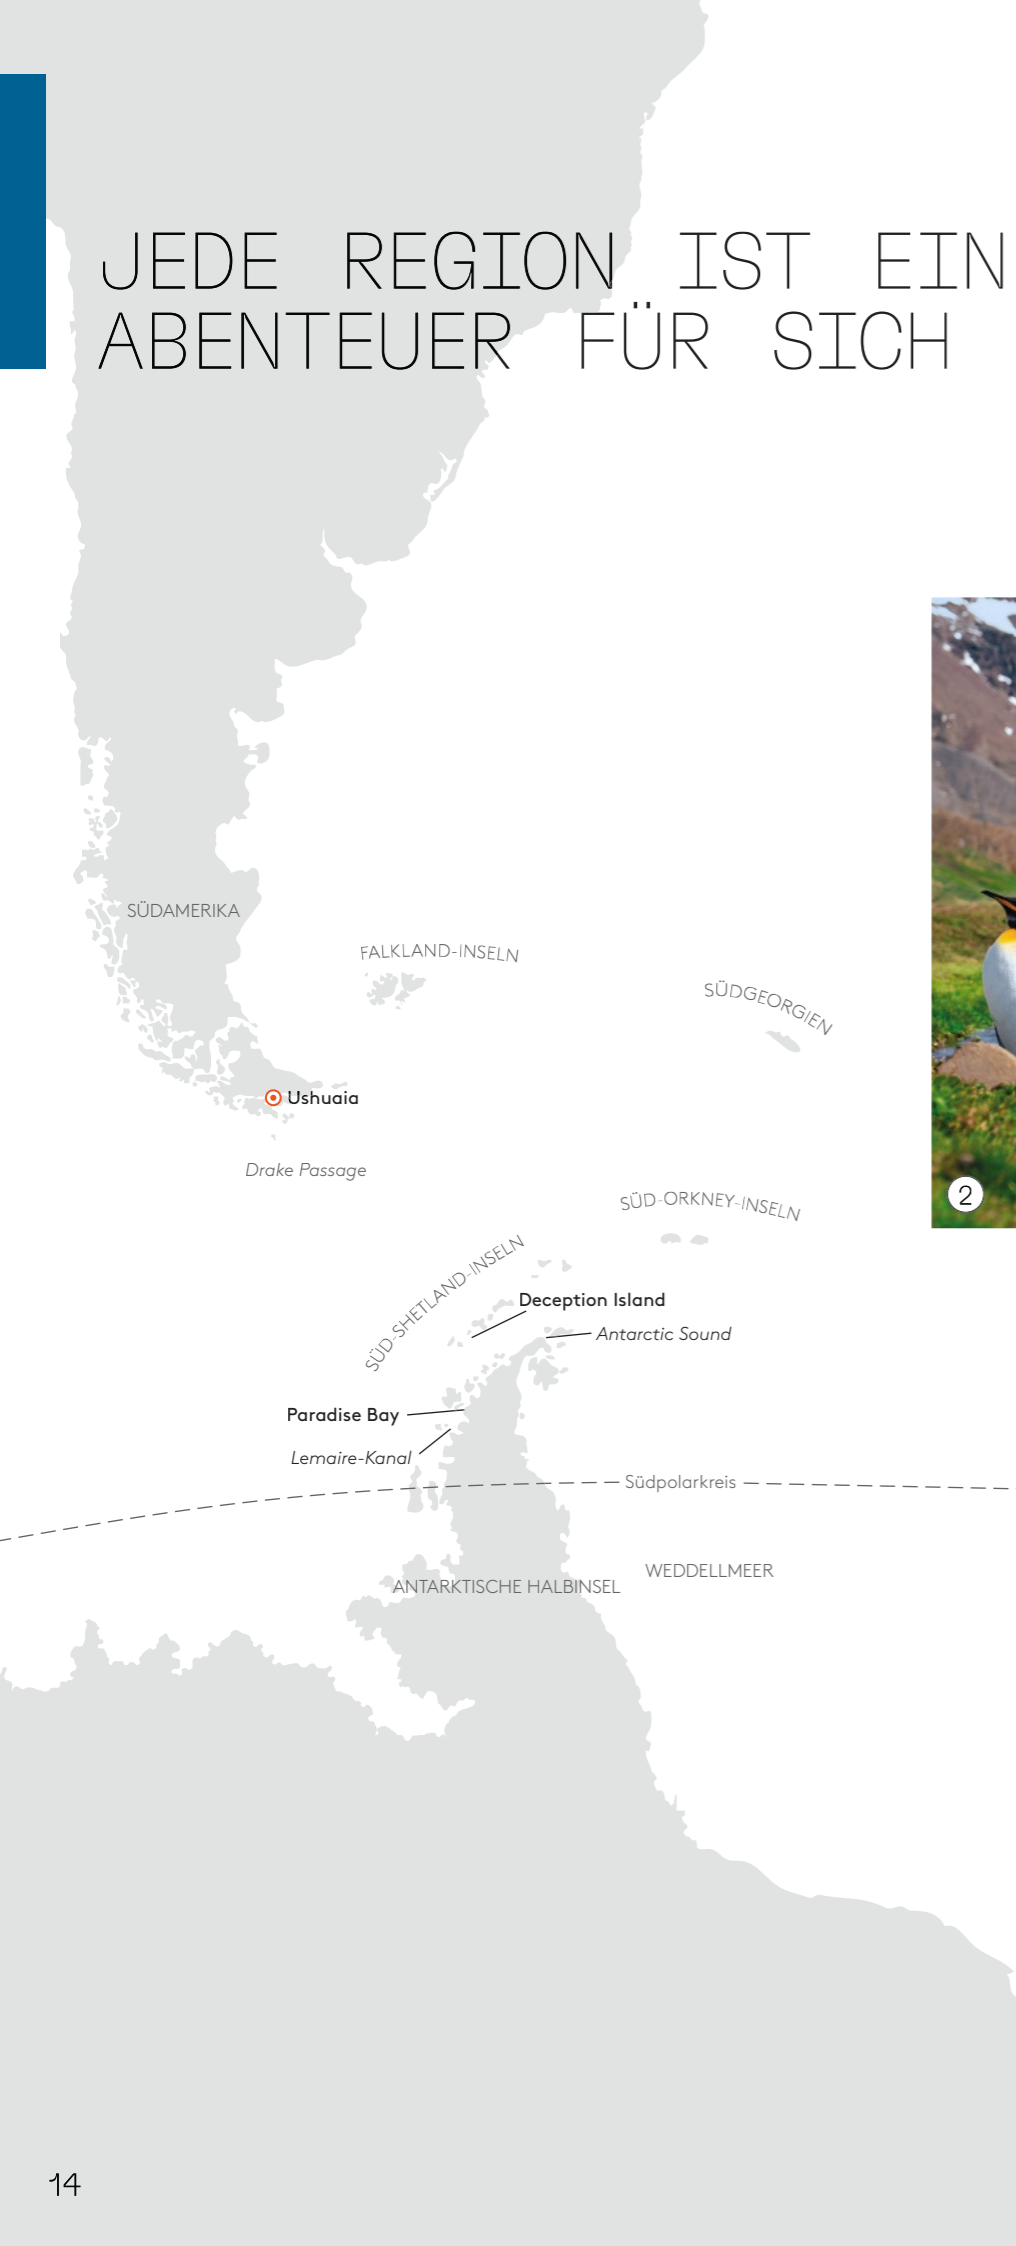 JEDE REGION IST EIN
ABENTEUER FÜR SICH
SÜDAMERIKA
FALKLAND-INSELN
SÜDGEORGIEN
Ushuaia
Drake Passage
2
SÜD-ORKNEY-INSELN
SÜD-SHETLAND-INSELN
Deception Island
Antarctic Sound
Paradise Bay
Lemaire-Kanal
Südpolarkreis
WEDDELLMEER
ANTARKTISCHE HALBINSEL
14